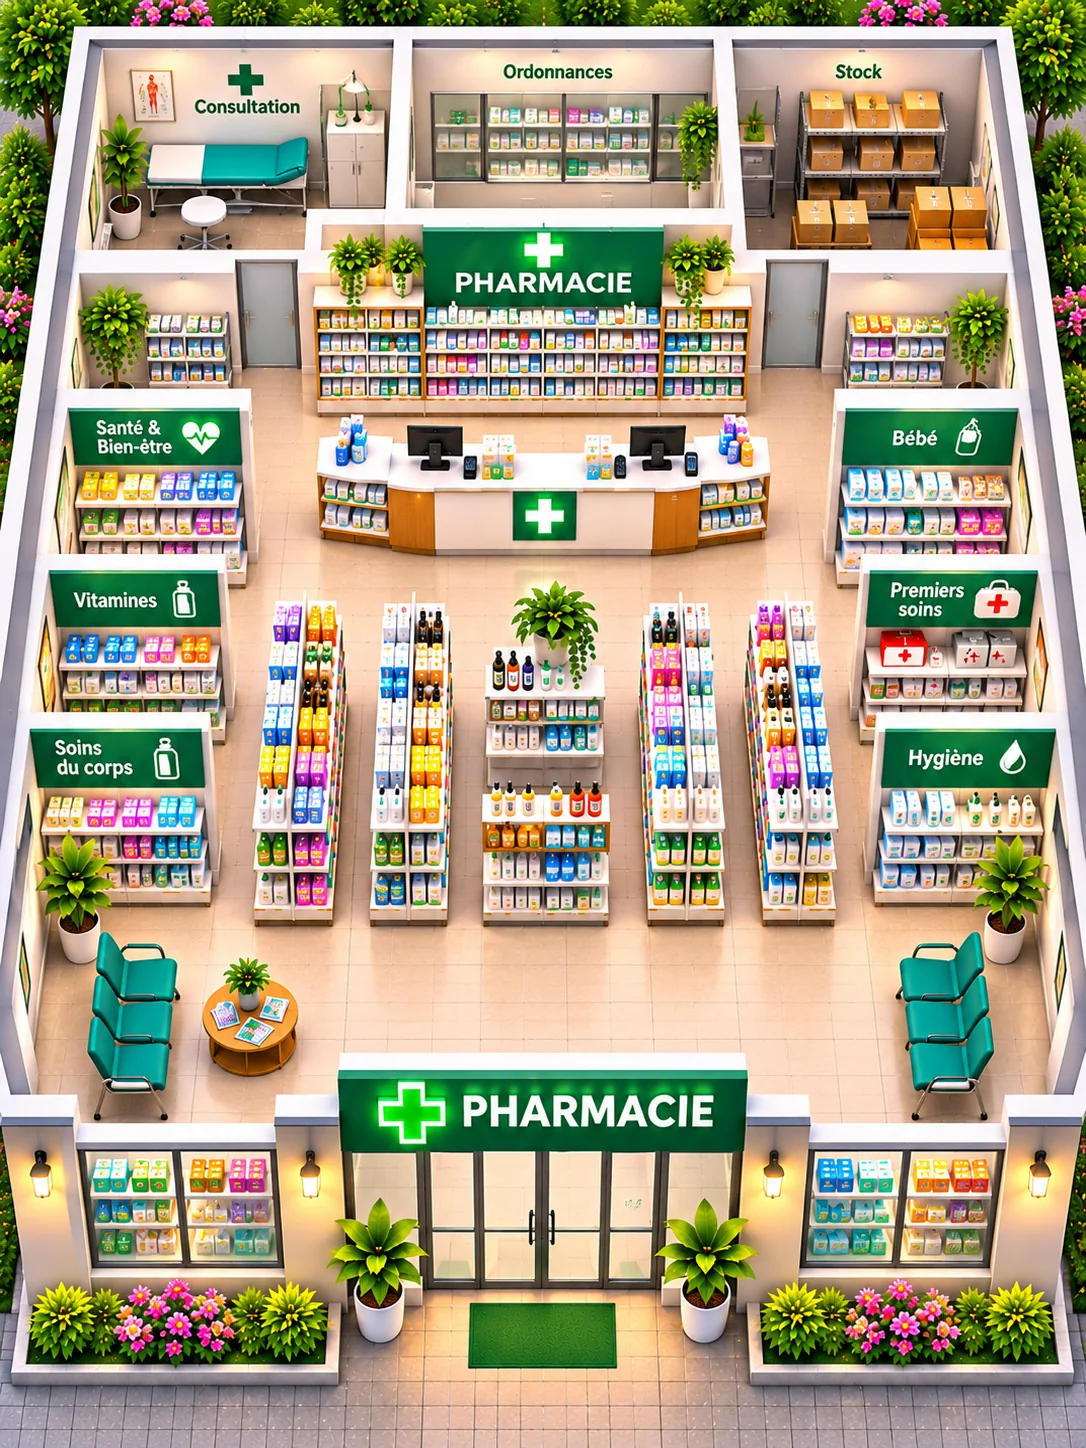 Consultation
Ordonnances
Stock
PHARMACIE
Santé &
Bien-être
Bébé
Vitamines
Premiers
soins
Soins
du corps
Hygiène
PHARMACIE